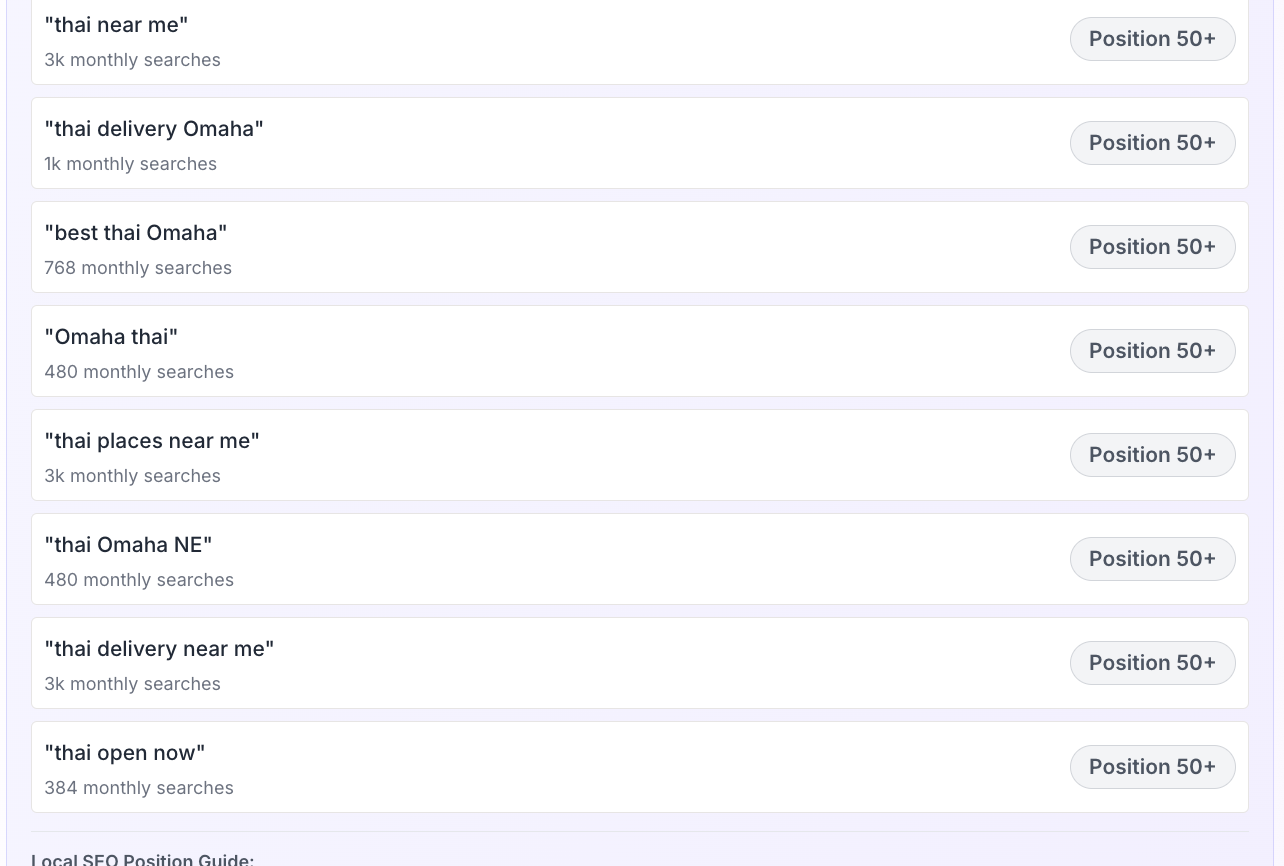 "thai near me"
3k monthly searches
Position 50+
"thai delivery Omaha"
1k monthly searches
Position 50+
"best thai Omaha"
768 monthly searches
Position 50+
"Omaha thai"
480 monthly searches
Position 50+
"thai places near me"
3k monthly searches
Position 50+
"thai Omaha NE"
480 monthly searches
Position 50+
"thai delivery near me"
3k monthly searches
Position 50+
"thai open now"
384 monthly searches
Position 50+
Local SEO Position Guide: